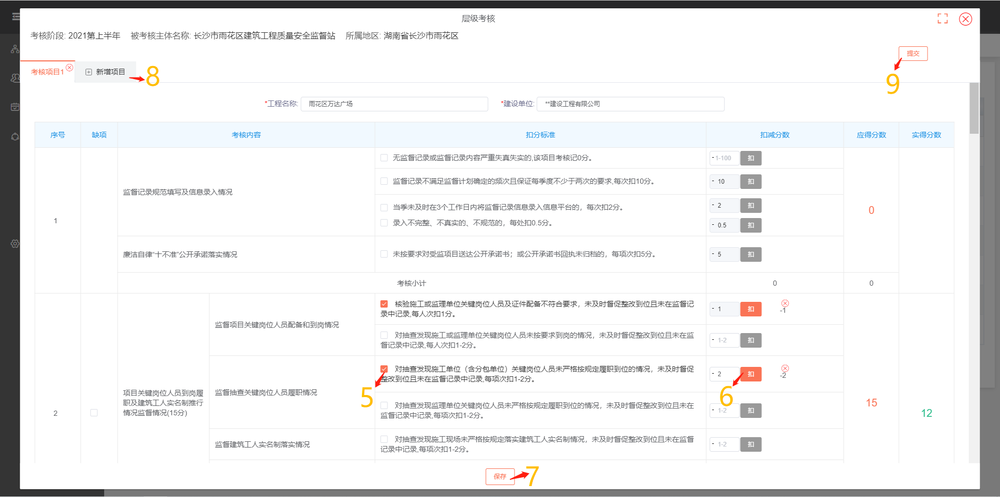 层级考核
考核阶段: 2021第上半年 被考核主体名称: 长沙市雨花区建筑工程质量安全监督站 所属地区: 湖南省长沙市雨花区
提交
9
考核项目1 新增项目
8
*工程名称: 雨花区万达广场 *建设单位: **建设工程有限公司
序号 缺项 考核内容 扣分标准 扣减分数 应得分数 实得分数
1
监督记录规范填写及信息录入情况
无监督记录或监督记录内容严重失真失实的,该项目考核记0分。
- 1-100 扣
监督记录不满足监督计划确定的频次且保证每季度不少于两次的要求,每次扣10分。
- 10 扣
当季未及时在3个工作日内将监督记录信息录入信息平台的，每次扣2分。
- 2 扣
录入不完整、不真实的、不规范的，每处扣0.5分。
- 0.5 扣
0
廉洁自律“十不准”公开承诺落实情况
未按要求对受监项目送达公开承诺书；或公开承诺书回执未归档的，每项次扣5分。
- 5 扣
考核小计 0 0
2
项目关键岗位人员到岗履
职及建筑工人实名制推行
情况监督情况(15分)
监督项目关键岗位人员配备和到岗情况
核验施工或监理单位关键岗位人员及证件配备不符合要求，未及时督促整改到位且未在监督记
录中记录,每人次扣1分。
- 1 扣 -1
对抽查发现施工或监理单位关键岗位人员未按要求到岗的情况，未及时督促整改到位且未在监
督记录中记录,每人次扣1-2分。
- 1-2 扣
监督抽查关键岗位人员履职情况
对抽查发现施工单位（含分包单位）关键岗位人员未严格按规定履职到位的情况，未及时督促
整改到位且未在监督记录中记录,每项次扣1-2分。
- 2 扣 -2
5
6
对抽查发现监理单位关键岗位人员未严格按规定履职到位的情况，未及时督促整改到位且未在
监督记录中记录,每项次扣1-2分。
- 1-2 扣
15
12
监督建筑工人实名制落实情况
对抽查发现施工现场未严格按规定落实建筑工人实名制情况，未及时督促整改到位且未在监督
记录中记录,每项次扣1-2分。
- 1-2 扣
保存
7